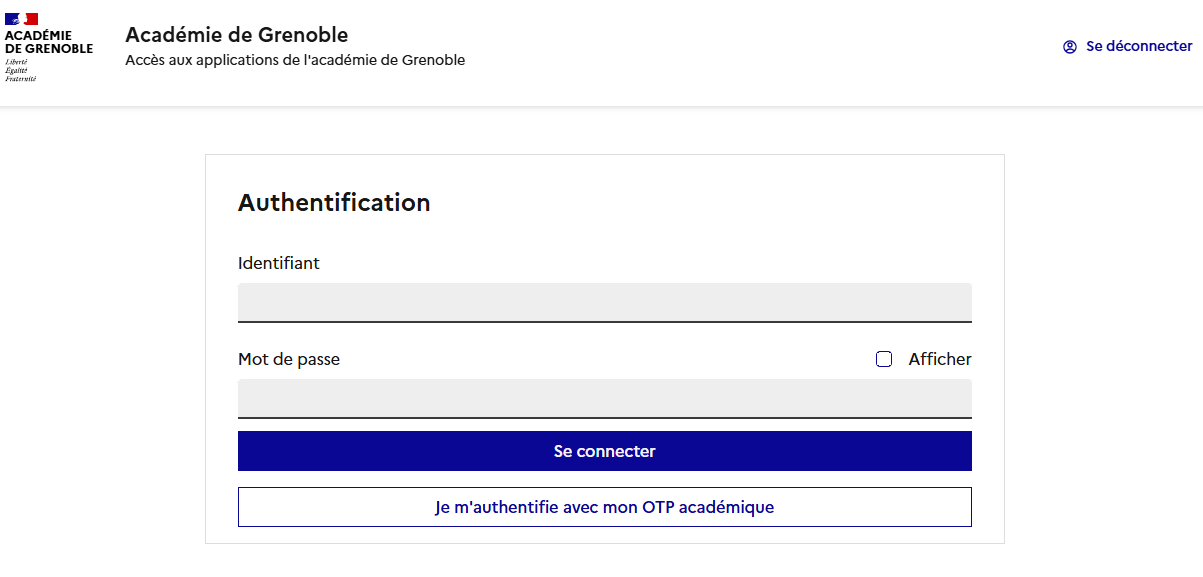 ACADÉMIE
DE GRENOBLE
Liberté
Égalité
Fraternité
Académie de Grenoble
Accès aux applications de l'académie de Grenoble
Se déconnecter
Authentification
Identifiant
Mot de passe
Afficher
Se connecter
Je m'authentifie avec mon OTP académique